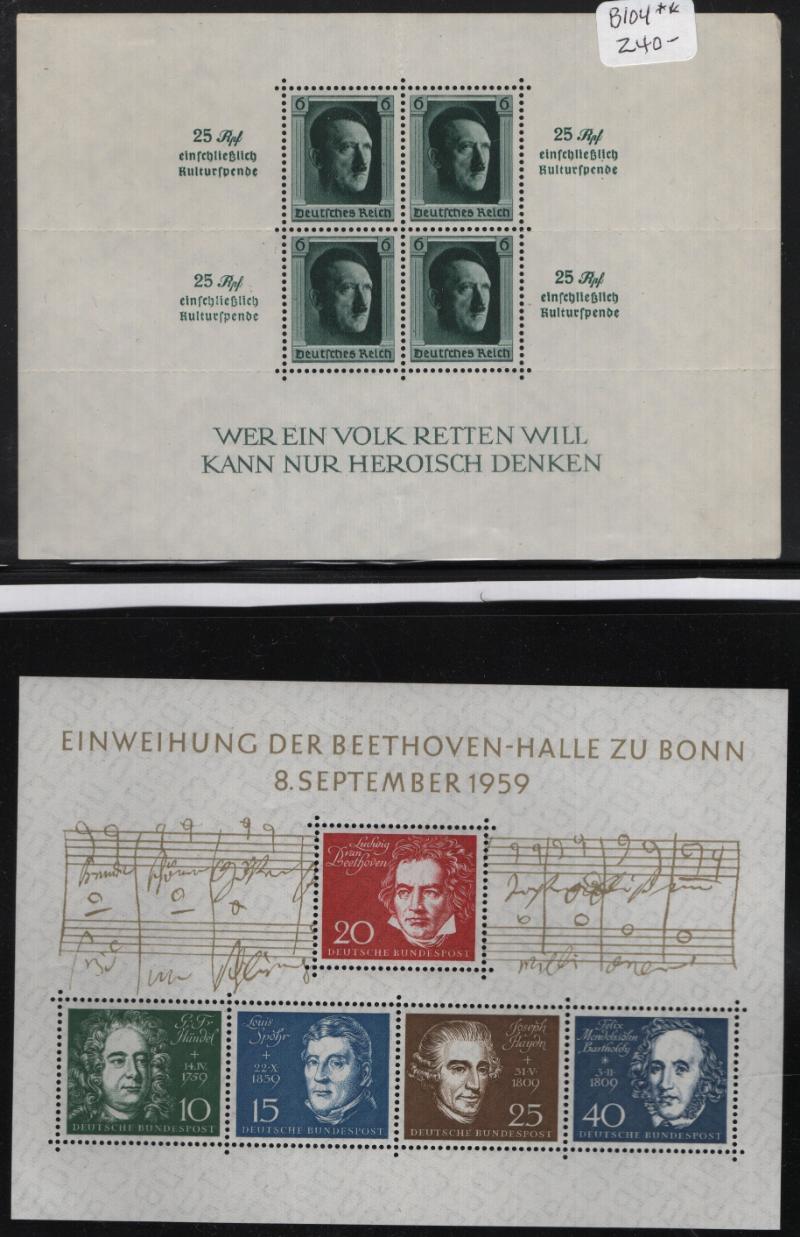 B104**
240-
25 Rpf
einschließlich
Kulturspende
25 Rpf
einschließlich
Kulturspende
6
6
Deutsches Reich
Deutsches Reich
25 Rpf
einschließlich
Kulturspende
25 Rpf
einschließlich
Kulturspende
6
6
Deutsches Reich
Deutsches Reich
WER EIN VOLK RETTEN WILL
KANN NUR HEROISCH DENKEN
EINWEIHUNG DER BEETHOVEN-HALLE ZU BONN
8. SEPTEMBER 1959
Ludwig
van
Beethoven
20
DEUTSCHE BUNDESPOST
G. Fr.
Händel
+
14.IV.
1759
10
DEUTSCHE BUNDESPOST
Louis
Spohr
+
22·X·
1859
15
DEUTSCHE BUNDESPOST
Joseph
Haydn
+
31·V·
1809
25
DEUTSCHE BUNDESPOST
Felix
Mendelssohn
Bartholdy
*
3·II·
1809
40
DEUTSCHE BUNDESPOST